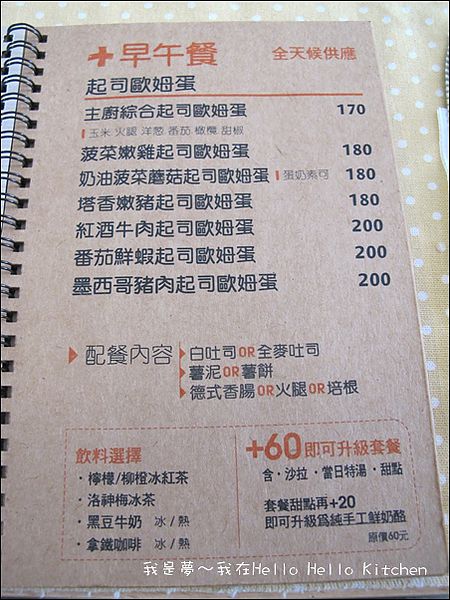 +早午餐 全天候供應
起司歐姆蛋
主廚綜合起司歐姆蛋 170
玉米 火腿 洋蔥 番茄 橄欖 甜椒
菠菜嫩雞起司歐姆蛋 180
奶油菠菜蘑菇起司歐姆蛋 蛋奶素可 180
塔香嫩豬起司歐姆蛋 180
紅酒牛肉起司歐姆蛋 200
番茄鮮蝦起司歐姆蛋 200
墨西哥豬肉起司歐姆蛋 200
配餐內容 白吐司OR全麥吐司
薯泥OR薯餅
德式香腸OR火腿OR培根
飲料選擇
·檸檬/柳橙冰紅茶
·洛神梅冰茶
·黑豆牛奶 冰/熱
·拿鐵咖啡 冰/熱
+60即可升級套餐
含·沙拉·當日特湯·甜點
套餐甜點再+20
即可升級為純手工鮮奶酪
原價60元
我是夢～我在Hello Hello Kitchen